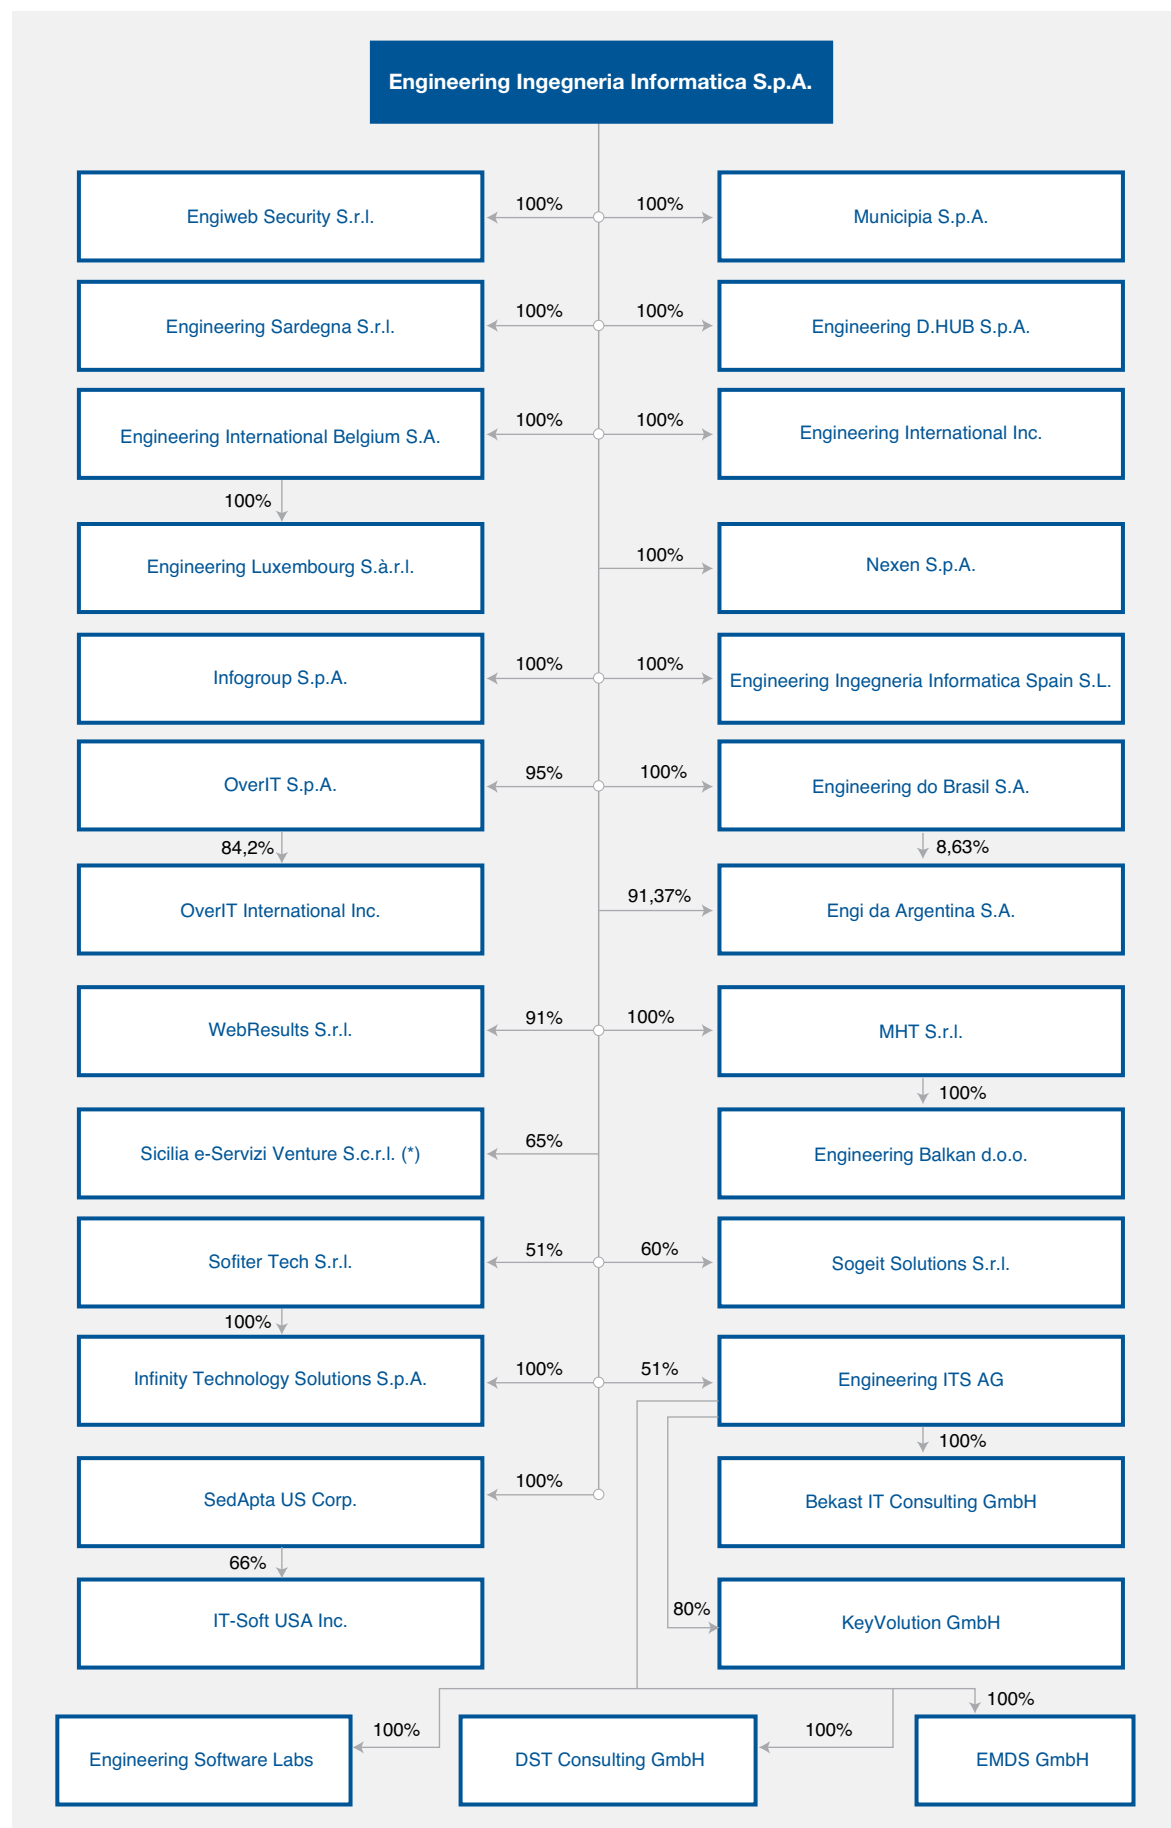 Engineering Ingegneria Informatica S.p.A.
Engiweb Security S.r.l.
100%
100%
Municipia S.p.A.
Engineering Sardegna S.r.l.
100%
100%
Engineering D.HUB S.p.A.
Engineering International Belgium S.A.
100%
100%
Engineering International Inc.
100%
Engineering Luxembourg S.à.r.l.
100%
Nexen S.p.A.
Infogroup S.p.A.
100%
100%
Engineering Ingegneria Informatica Spain S.L.
OverIT S.p.A.
95%
100%
Engineering do Brasil S.A.
84,2%
8,63%
OverIT International Inc.
91,37%
Engi da Argentina S.A.
WebResults S.r.l.
91%
100%
MHT S.r.l.
100%
Sicilia e-Servizi Venture S.c.r.l. (*)
65%
Engineering Balkan d.o.o.
Sofiter Tech S.r.l.
51%
60%
Sogeit Solutions S.r.l.
100%
Infinity Technology Solutions S.p.A.
100%
51%
Engineering ITS AG
100%
SedApta US Corp.
100%
Bekast IT Consulting GmbH
66%
IT-Soft USA Inc.
80%
KeyVolution GmbH
100%
100%
100%
Engineering Software Labs
DST Consulting GmbH
EMDS GmbH